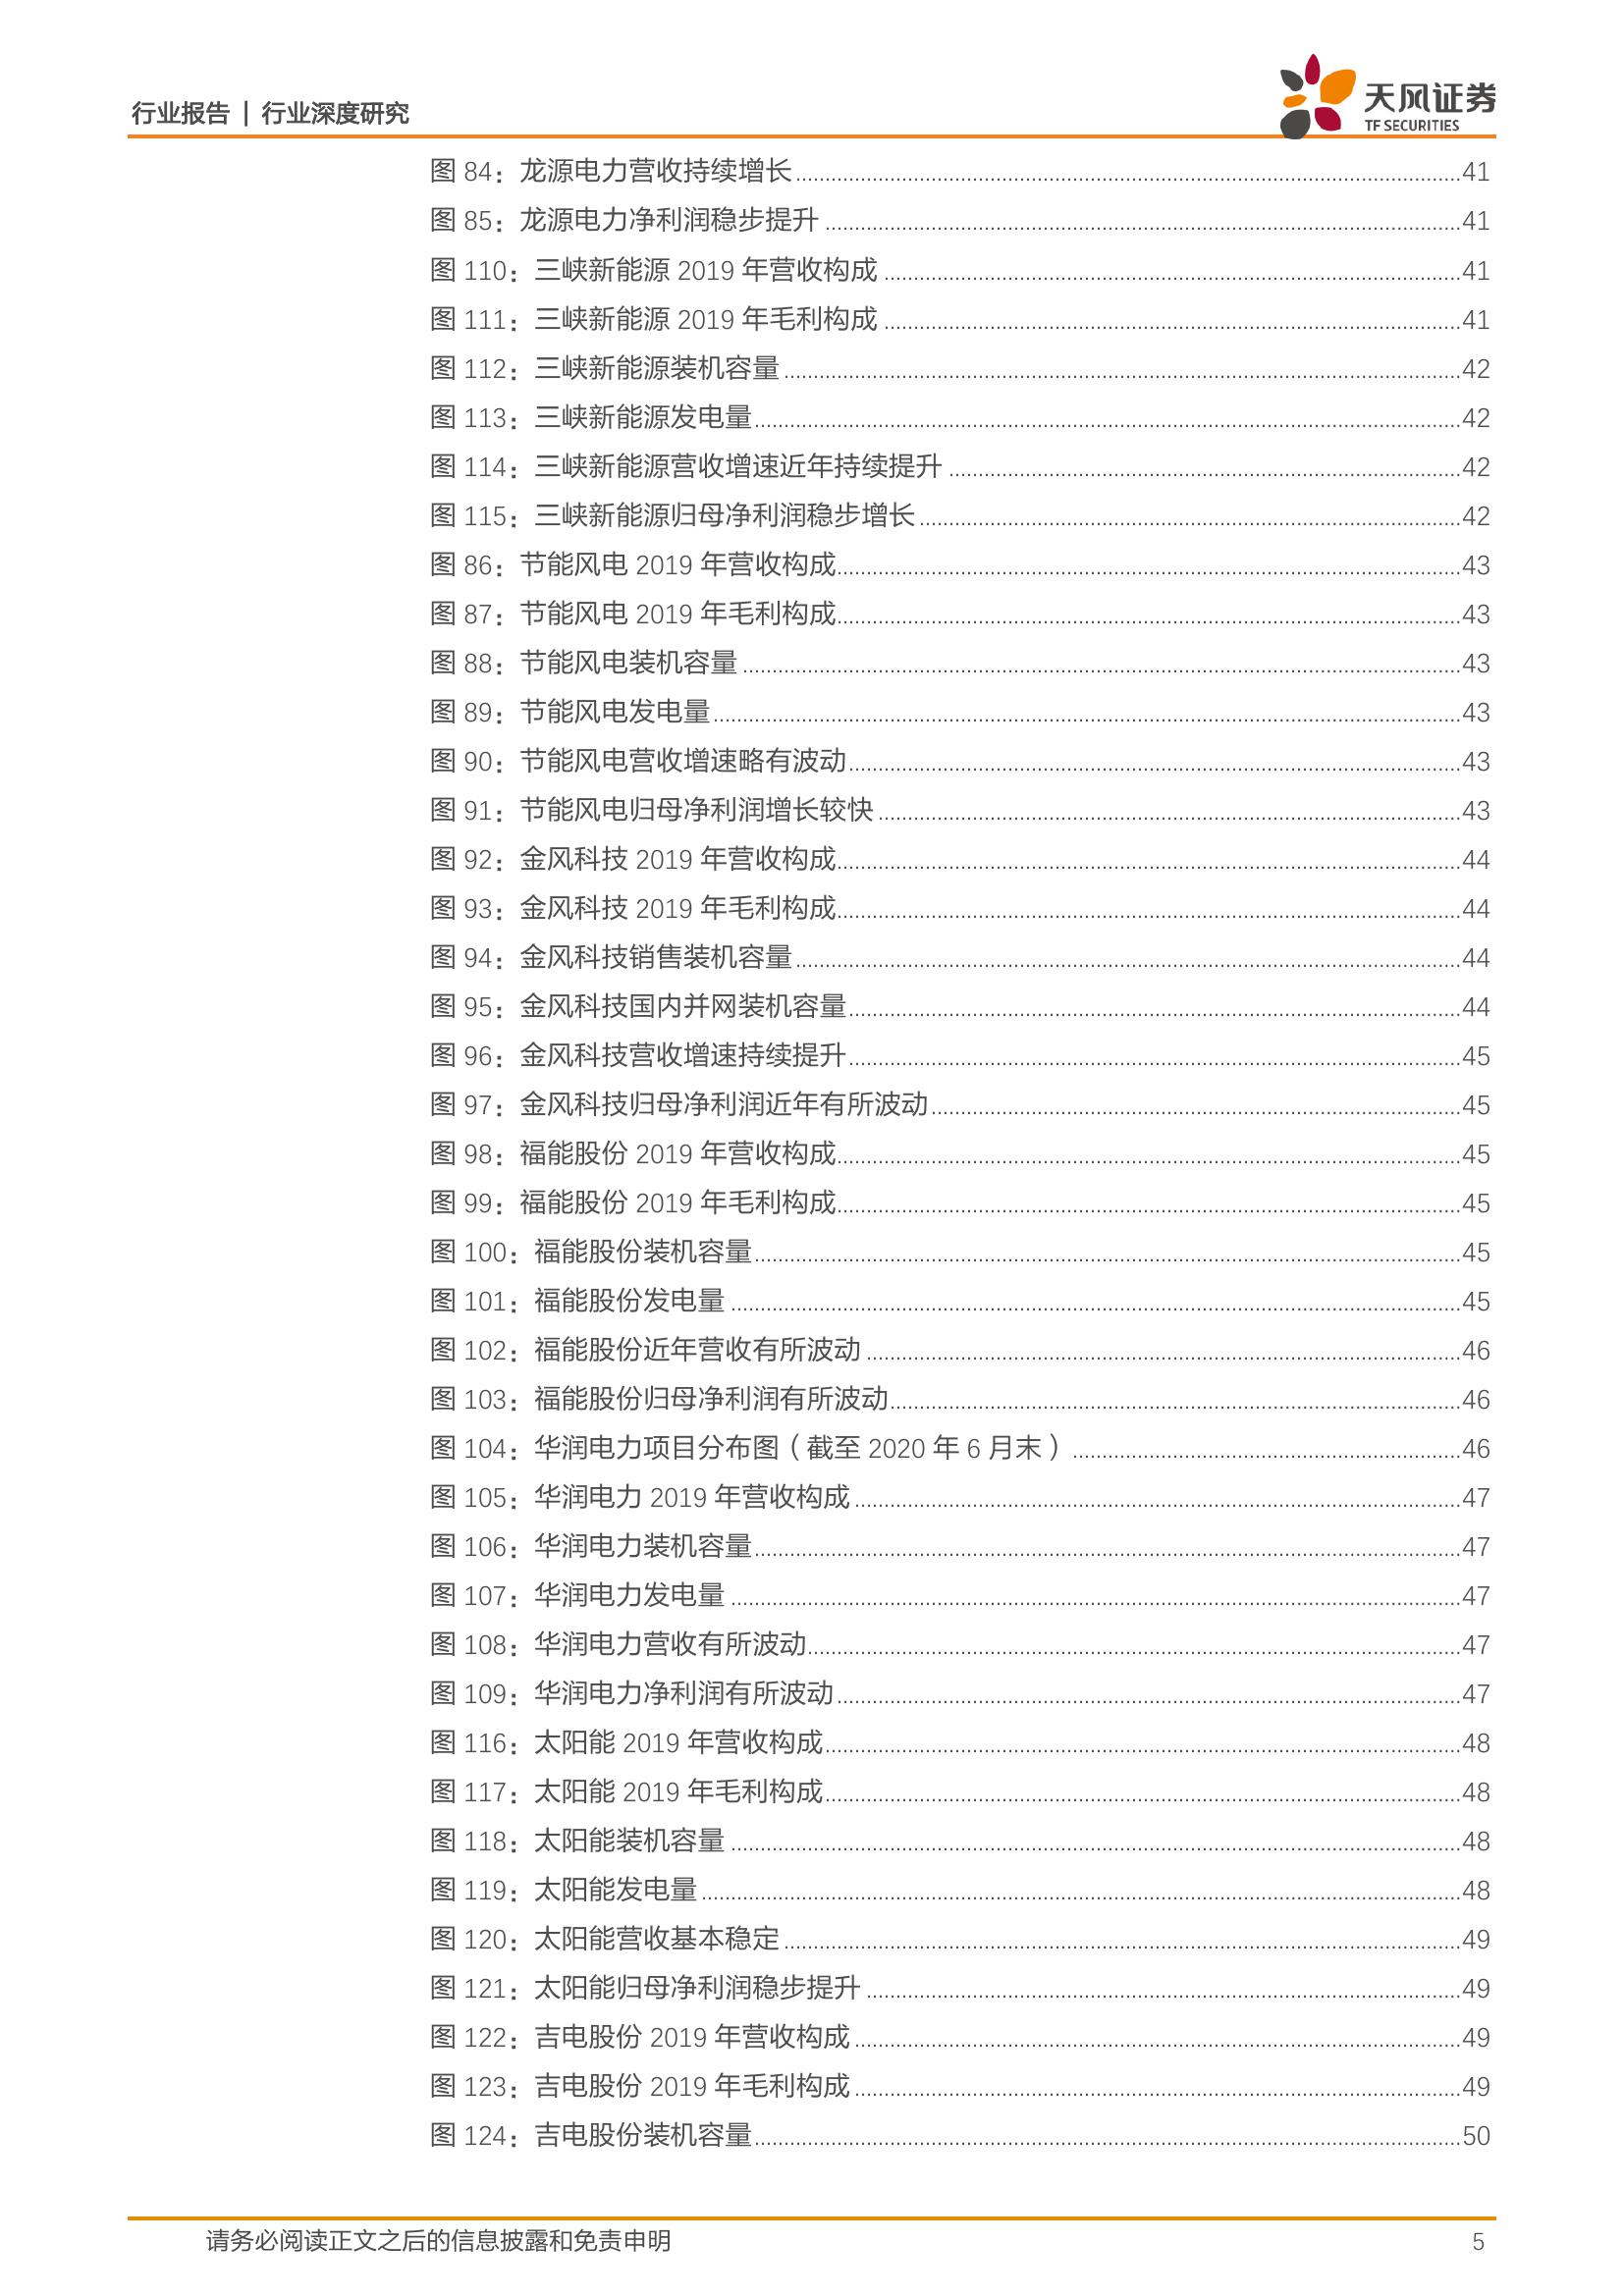 行业报告 | 行业深度研究
天风证券
TF SECURITIES
图 84：龙源电力营收持续增长 41
图 85：龙源电力净利润稳步提升 41
图 110：三峡新能源 2019 年营收构成 41
图 111：三峡新能源 2019 年毛利构成 41
图 112：三峡新能源装机容量 42
图 113：三峡新能源发电量 42
图 114：三峡新能源营收增速近年持续提升 42
图 115：三峡新能源归母净利润稳步增长 42
图 86：节能风电 2019 年营收构成 43
图 87：节能风电 2019 年毛利构成 43
图 88：节能风电装机容量 43
图 89：节能风电发电量 43
图 90：节能风电营收增速略有波动 43
图 91：节能风电归母净利润增长较快 43
图 92：金风科技 2019 年营收构成 44
图 93：金风科技 2019 年毛利构成 44
图 94：金风科技销售装机容量 44
图 95：金风科技国内并网装机容量 44
图 96：金风科技营收增速持续提升 45
图 97：金风科技归母净利润近年有所波动 45
图 98：福能股份 2019 年营收构成 45
图 99：福能股份 2019 年毛利构成 45
图 100：福能股份装机容量 45
图 101：福能股份发电量 45
图 102：福能股份近年营收有所波动 46
图 103：福能股份归母净利润有所波动 46
图 104：华润电力项目分布图（截至 2020 年 6 月末） 46
图 105：华润电力 2019 年营收构成 47
图 106：华润电力装机容量 47
图 107：华润电力发电量 47
图 108：华润电力营收有所波动 47
图 109：华润电力净利润有所波动 47
图 116：太阳能 2019 年营收构成 48
图 117：太阳能 2019 年毛利构成 48
图 118：太阳能装机容量 48
图 119：太阳能发电量 48
图 120：太阳能营收基本稳定 49
图 121：太阳能归母净利润稳步提升 49
图 122：吉电股份 2019 年营收构成 49
图 123：吉电股份 2019 年毛利构成 49
图 124：吉电股份装机容量 50
请务必阅读正文之后的信息披露和免责申明 5